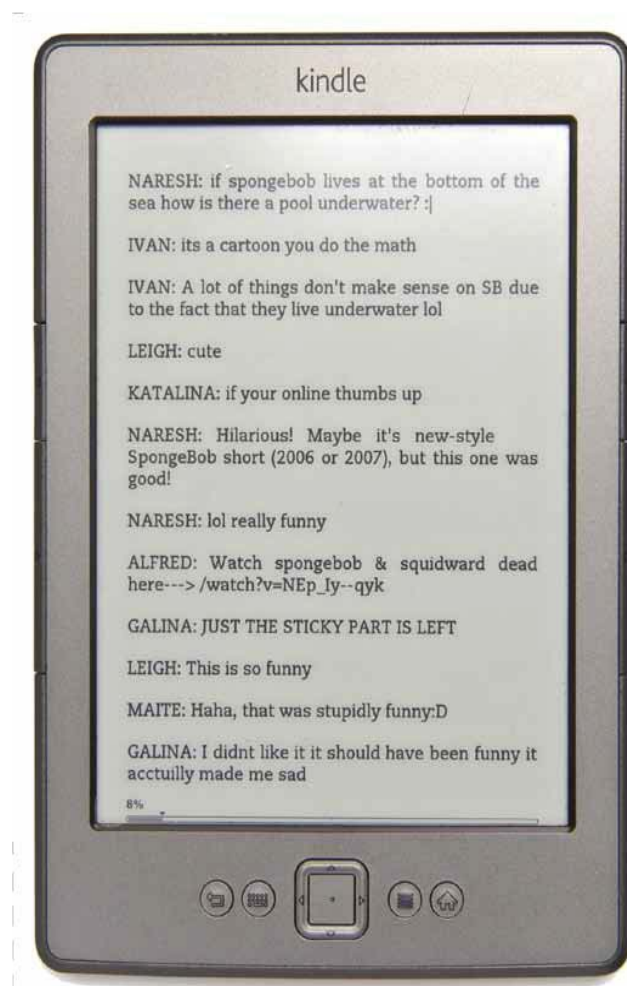 kindle
NARESH: if spongebob lives at the bottom of the
sea how is there a pool underwater? :|
IVAN: its a cartoon you do the math
IVAN: A lot of things don't make sense on SB due
to the fact that they live underwater lol
LEIGH: cute
KATALINA: if your online thumbs up
NARESH: Hilarious! Maybe it's new-style
SpongeBob short (2006 or 2007), but this one was
good!
NARESH: lol really funny
ALFRED: Watch spongebob & squidward dead
here---> /watch?v=NEp_Iy--qyk
GALINA: JUST THE STICKY PART IS LEFT
LEIGH: This is so funny
MAITE: Haha, that was stupidly funny:D
GALINA: I didnt like it it should have been funny it
acctuilly made me sad
8%